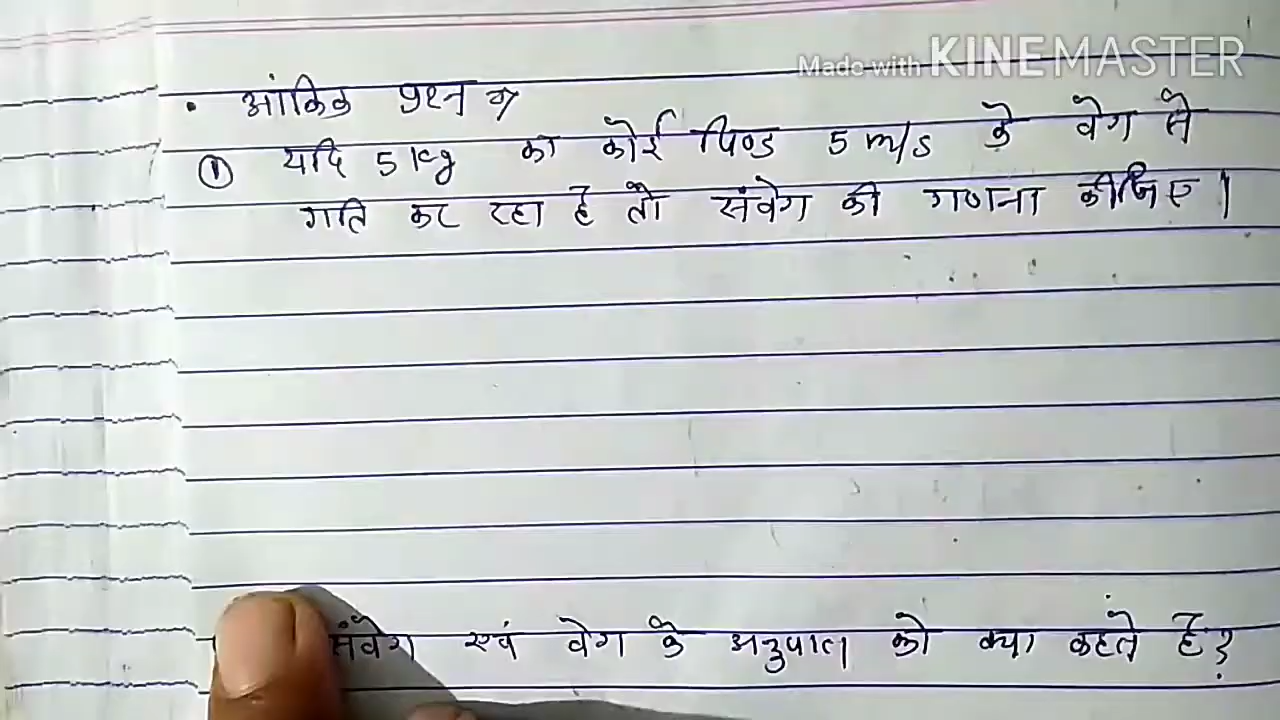 Made with KINEMASTER
• आंकिक प्रश्न ⇒
① यदि 5 kg का कोई पिण्ड 5 m/s के वेग से
गति कर रहा है तो संवेग की गणना कीजिए।
संवेग एवं वेग के अनुपात को क्या कहते है?